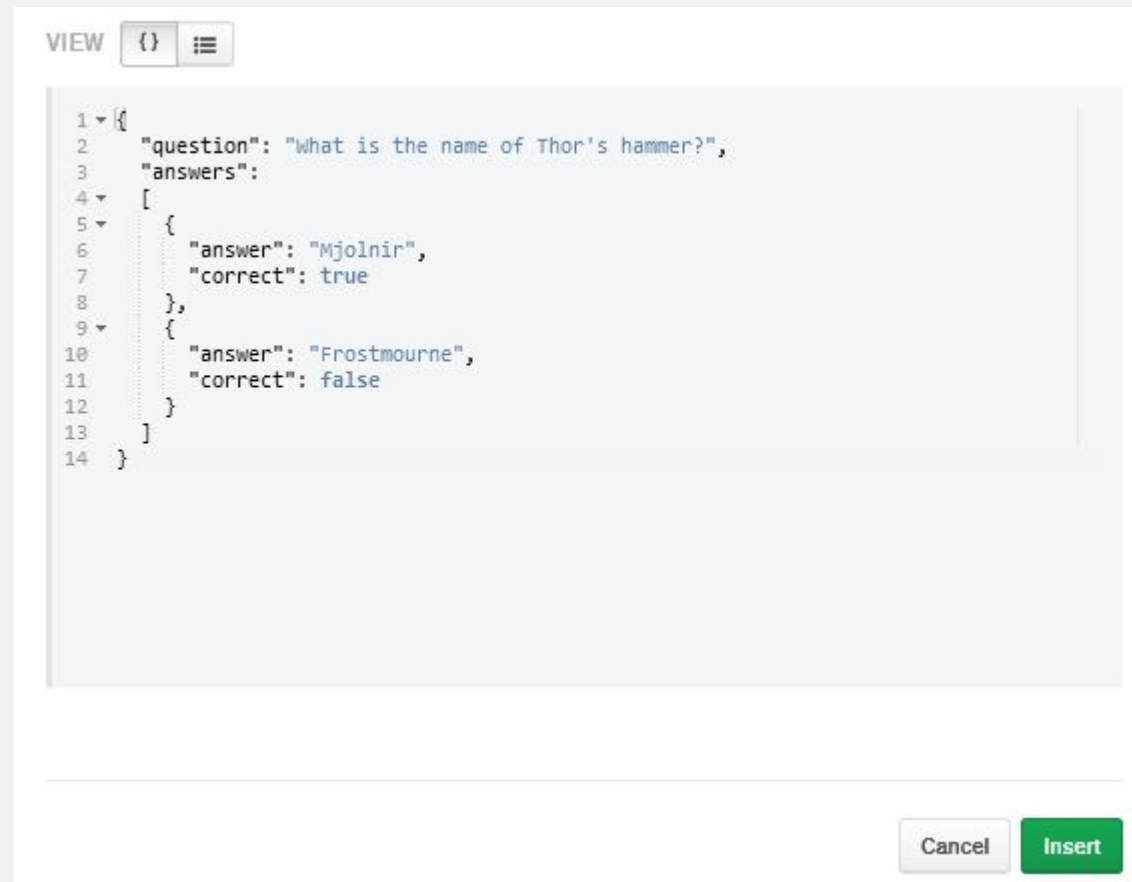 VIEW {}
1 {
2 "question": "What is the name of Thor's hammer?",
3 "answers":
4 [
5 {
6 "answer": "Mjolnir",
7 "correct": true
8 },
9 {
10 "answer": "Frostmourne",
11 "correct": false
12 }
13 ]
14 }
Cancel Insert